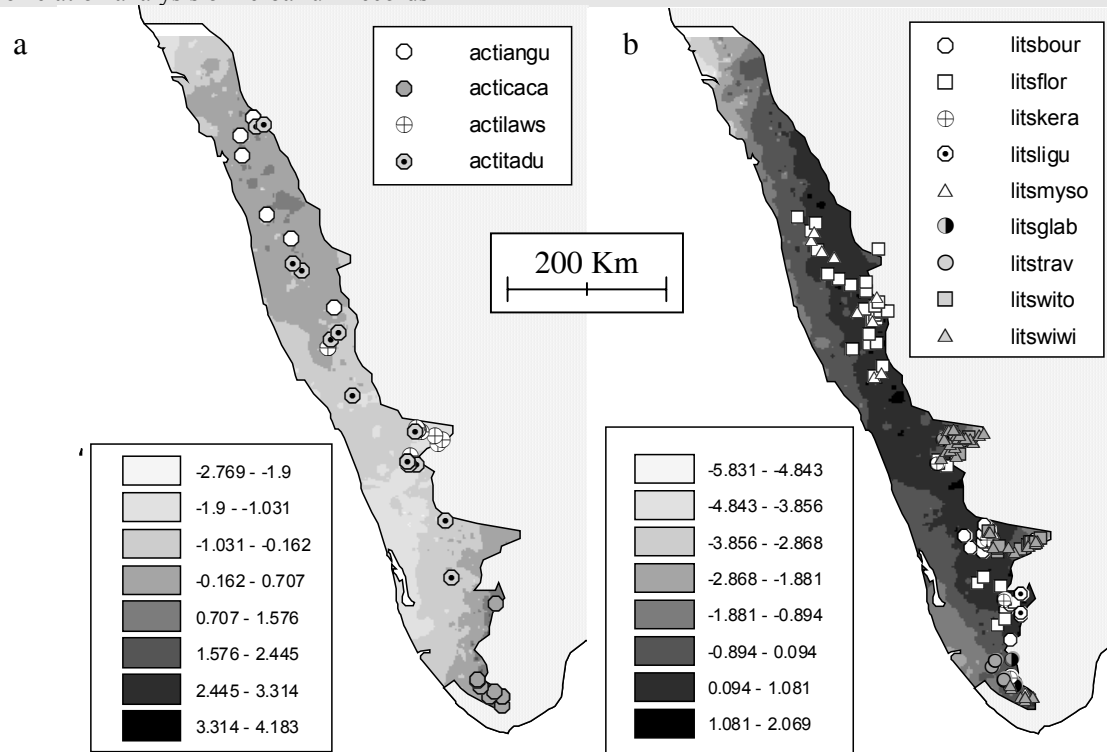 a
actiangu
acticaca
actilaws
actitadu
200 Km
-2.769 - -1.9
-1.9 - -1.031
-1.031 - -0.162
-0.162 - 0.707
0.707 - 1.576
1.576 - 2.445
2.445 - 3.314
3.314 - 4.183
b
litsbour
litsflor
litskera
litsligu
litsmyso
litsglab
litstrav
litswito
litswiwi
-5.831 - -4.843
-4.843 - -3.856
-3.856 - -2.868
-2.868 - -1.881
-1.881 - -0.894
-0.894 - 0.094
0.094 - 1.081
1.081 - 2.069